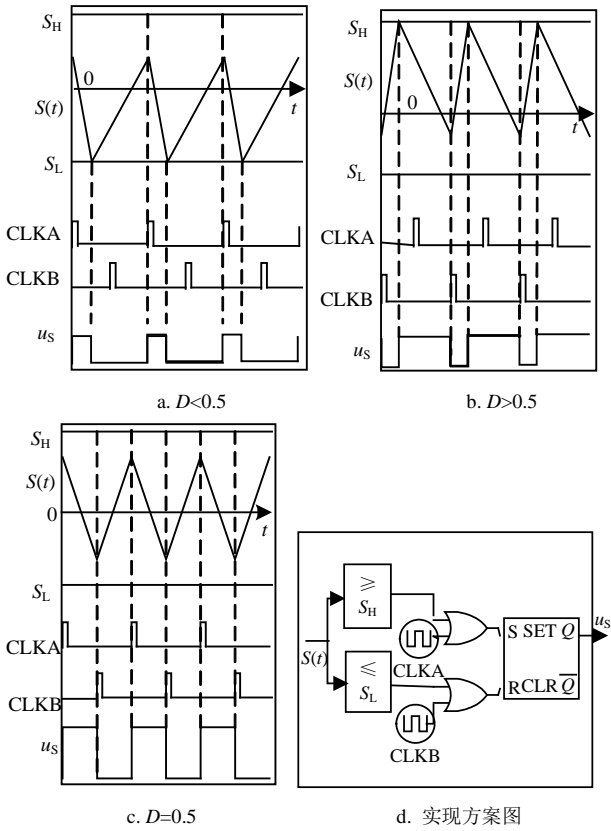 S_H
0
S(t)
t
S_L
CLKA
CLKB
u_S
a. D<0.5
S_H
S(t)
0
t
S_L
CLKA
CLKB
u_S
b. D>0.5
S_H
S(t)
0
t
S_L
CLKA
CLKB
u_S
c. D=0.5
≥
S_H
S(t)
CLKA
≤
S_L
CLKB
S SET Q
R CLR Q̅
u_S
d. 实现方案图